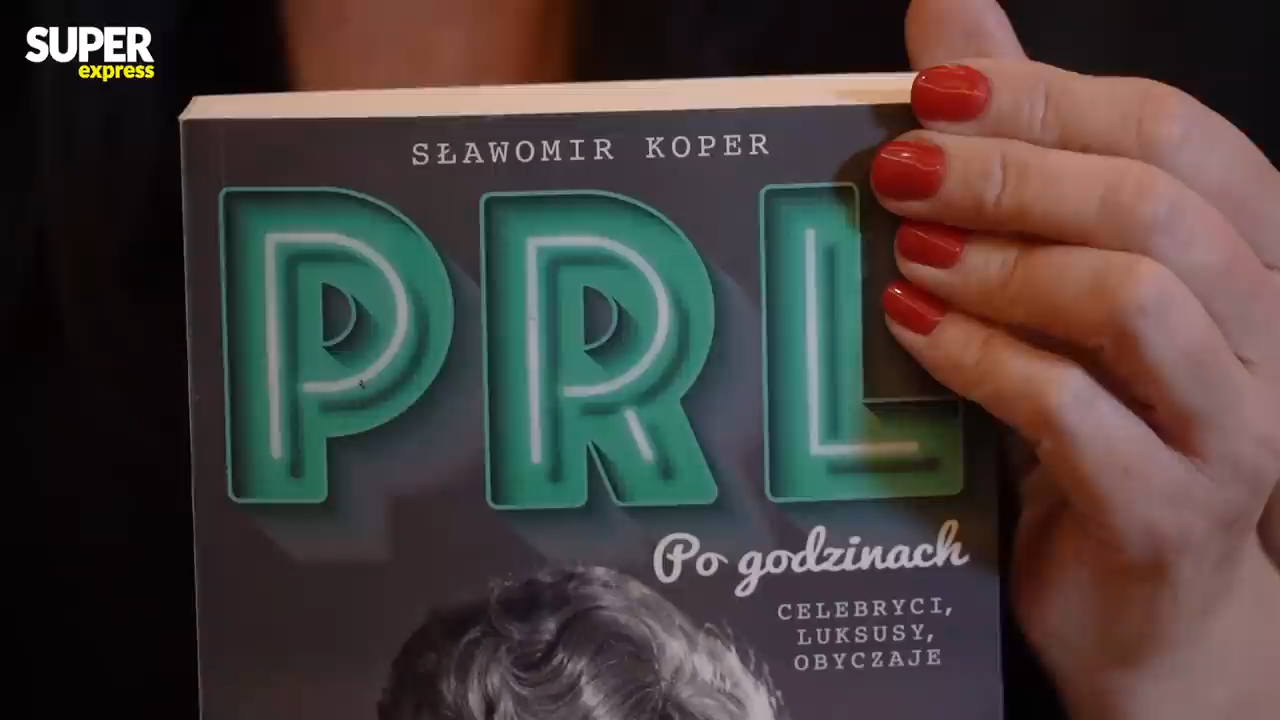 SUPER
express
SŁAWOMIR KOPER
PRL
Po godzinach
CELEBRYCI,
LUKSUSY,
OBYCZAJE